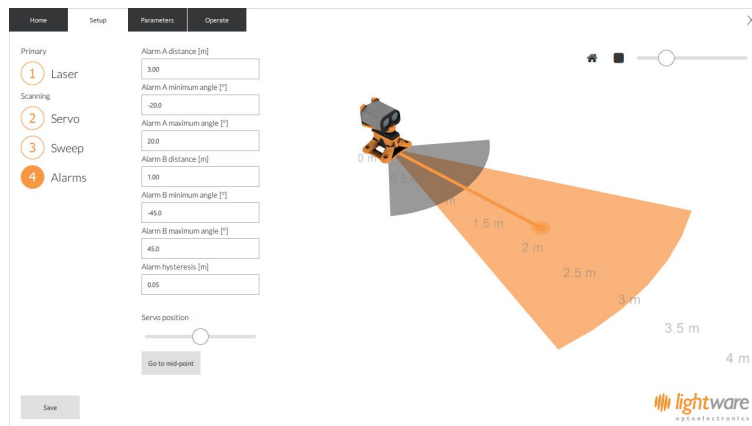 Home Setup Parameters Operate
Primary
1 Laser
Scanning
2 Servo
3 Sweep
4 Alarms
Alarm A distance [m]
3.00
Alarm A minimum angle [°]
-20.0
Alarm A maximum angle [°]
20.0
Alarm B distance [m]
1.00
Alarm B minimum angle [°]
-45.0
Alarm B maximum angle [°]
45.0
Alarm hysteresis [m]
0.05
Servo position
Go to mid-point
Save
0 m
1.5 m
2 m
2.5 m
3 m
3.5 m
4 m
lightware
optoelectronics